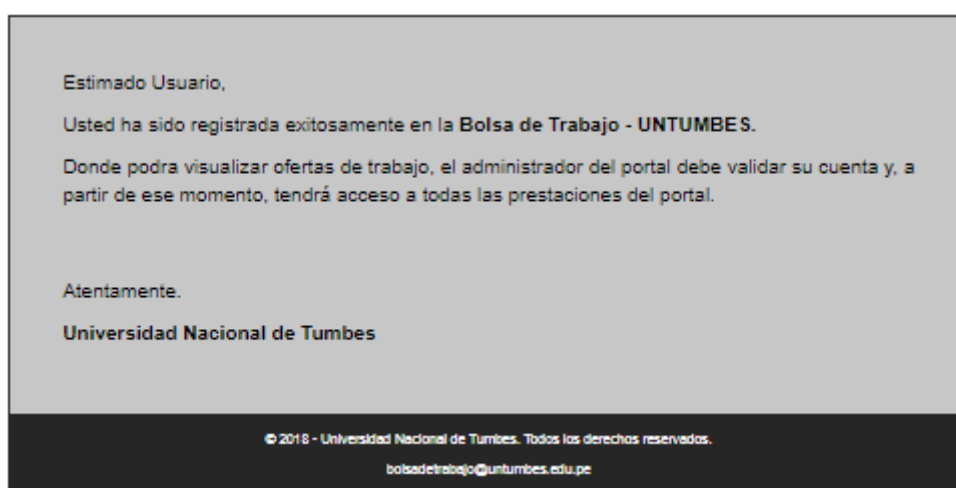 Estimado Usuario,
Usted ha sido registrada exitosamente en la Bolsa de Trabajo - UNTUMBES.
Donde podra visualizar ofertas de trabajo, el administrador del portal debe validar su cuenta y, a
partir de ese momento, tendrá acceso a todas las prestaciones del portal.
Atentamente.
Universidad Nacional de Tumbes
© 2018 - Universidad Nacional de Tumbes. Todos los derechos reservados.
bolsadetrabajo@untumbes.edu.pe